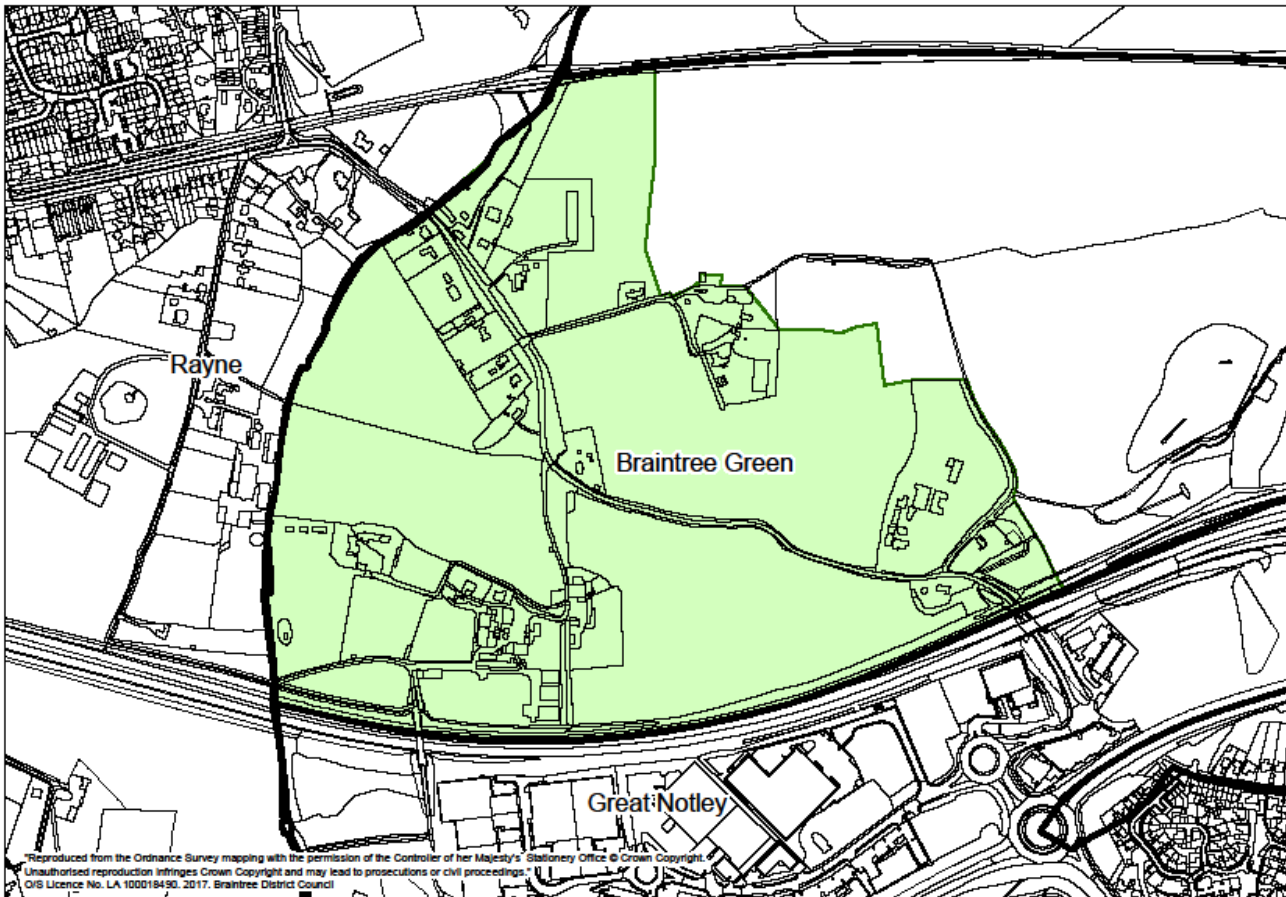 Rayne
Braintree Green
Great Notley
"Reproduced from the Ordnance Survey mapping with the permission of the Controller of her Majesty's Stationery Office © Crown Copyright.
Unauthorised reproduction infringes Crown Copyright and may lead to prosecutions or civil proceedings."
O/S Licence No. LA 100018490. 2017. Braintree District Council